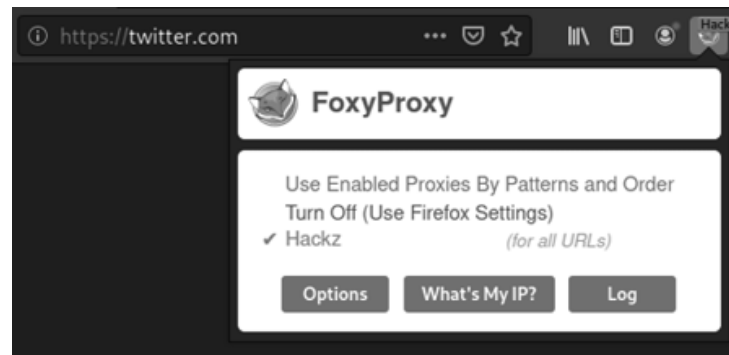 https://twitter.com
Hack
FoxyProxy
Use Enabled Proxies By Patterns and Order
Turn Off (Use Firefox Settings)
✔ Hackz (for all URLs)
Options What's My IP? Log